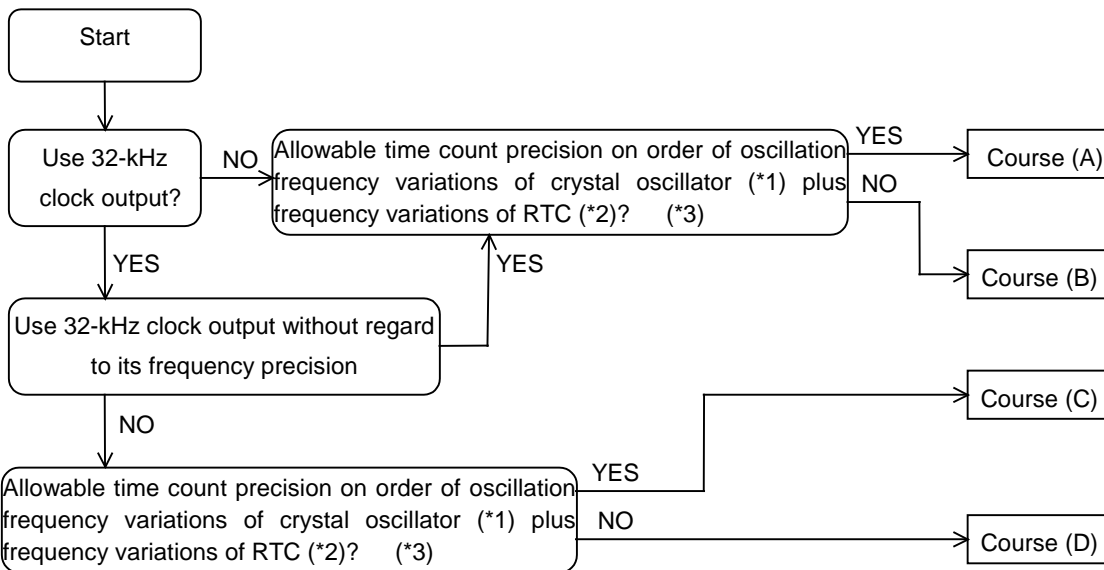 Start
Use 32-kHz
clock output?
NO
YES
Allowable time count precision on order of oscillation
frequency variations of crystal oscillator (*1) plus
frequency variations of RTC (*2)? (*3)
YES
Course (A)
NO
Course (B)
YES
Use 32-kHz clock output without regard
to its frequency precision
NO
Allowable time count precision on order of oscillation
frequency variations of crystal oscillator (*1) plus
frequency variations of RTC (*2)? (*3)
YES
Course (C)
NO
Course (D)